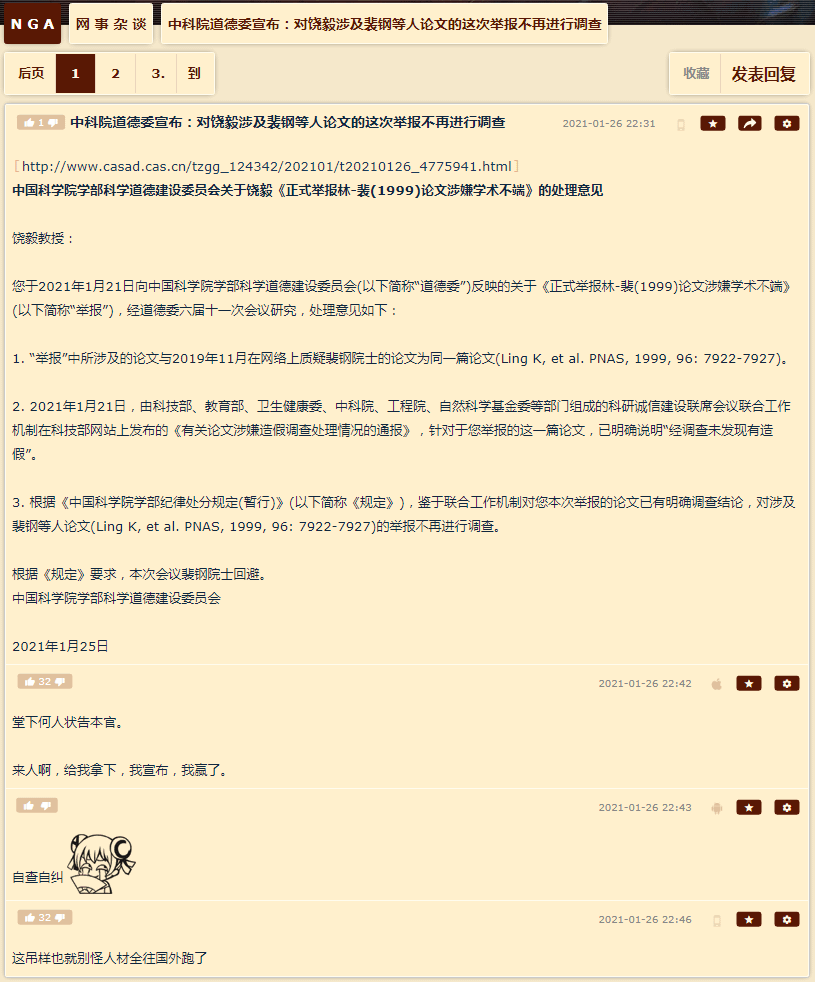 NGA 网事杂谈 中科院道德委宣布：对饶毅涉及裴钢等人论文的这次举报不再进行调查
后页 1 2 3. 到 收藏 发表回复
1 中科院道德委宣布：对饶毅涉及裴钢等人论文的这次举报不再进行调查 2021-01-26 22:31
[http://www.casad.cas.cn/tzgg_124342/202101/t20210126_4775941.html]
中国科学院学部科学道德建设委员会关于饶毅《正式举报林-裴(1999)论文涉嫌学术不端》的处理意见
饶毅教授：
您于2021年1月21日向中国科学院学部科学道德建设委员会(以下简称“道德委”)反映的关于《正式举报林-裴(1999)论文涉嫌学术不端》
(以下简称“举报”)，经道德委六届十一次会议研究，处理意见如下：
1. “举报”中所涉及的论文与2019年11月在网络上质疑裴钢院士的论文为同一篇论文(Ling K, et al. PNAS, 1999, 96: 7922-7927)。
2. 2021年1月21日，由科技部、教育部、卫生健康委、中科院、工程院、自然科学基金委等部门组成的科研诚信建设联席会议联合工作
机制在科技部网站上发布的《有关论文涉嫌造假调查处理情况的通报》，针对于您举报的这一篇论文，已明确说明“经调查未发现有造
假”。
3. 根据《中国科学院学部纪律处分规定(暂行)》(以下简称《规定》)，鉴于联合工作机制对您本次举报的论文已有明确调查结论，对涉及
裴钢等人论文(Ling K, et al. PNAS, 1999, 96: 7922-7927)的举报不再进行调查。
根据《规定》要求，本次会议裴钢院士回避。
中国科学院学部科学道德建设委员会
2021年1月25日
32 2021-01-26 22:42
堂下何人状告本官。
来人啊，给我拿下，我宣布，我赢了。
2021-01-26 22:43
自查自纠
32 2021-01-26 22:46
这吊样也就别怪人材全往国外跑了